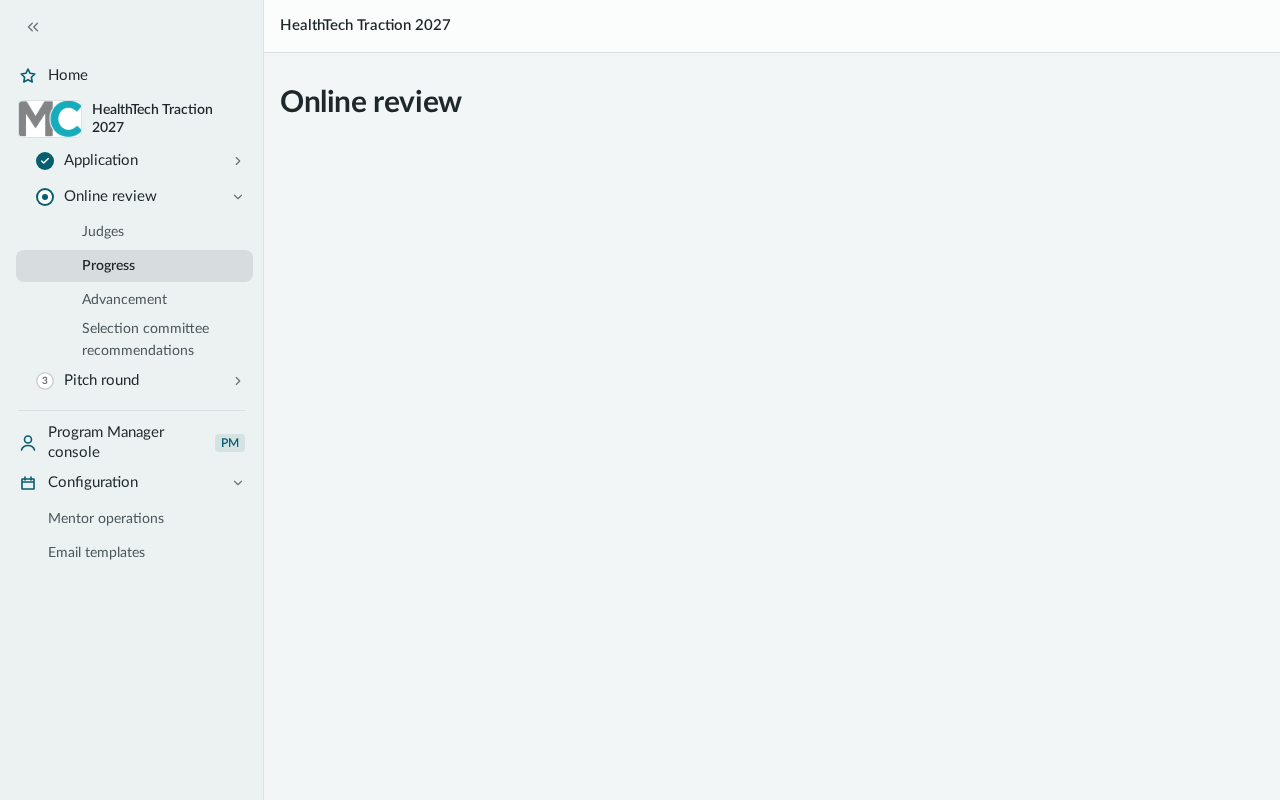 HealthTech Traction 2027
Home
MC
HealthTech Traction
2027
Application
Online review
Judges
Progress
Advancement
Selection committee
recommendations
3 Pitch round
Program Manager
console
PM
Configuration
Mentor operations
Email templates
Online review